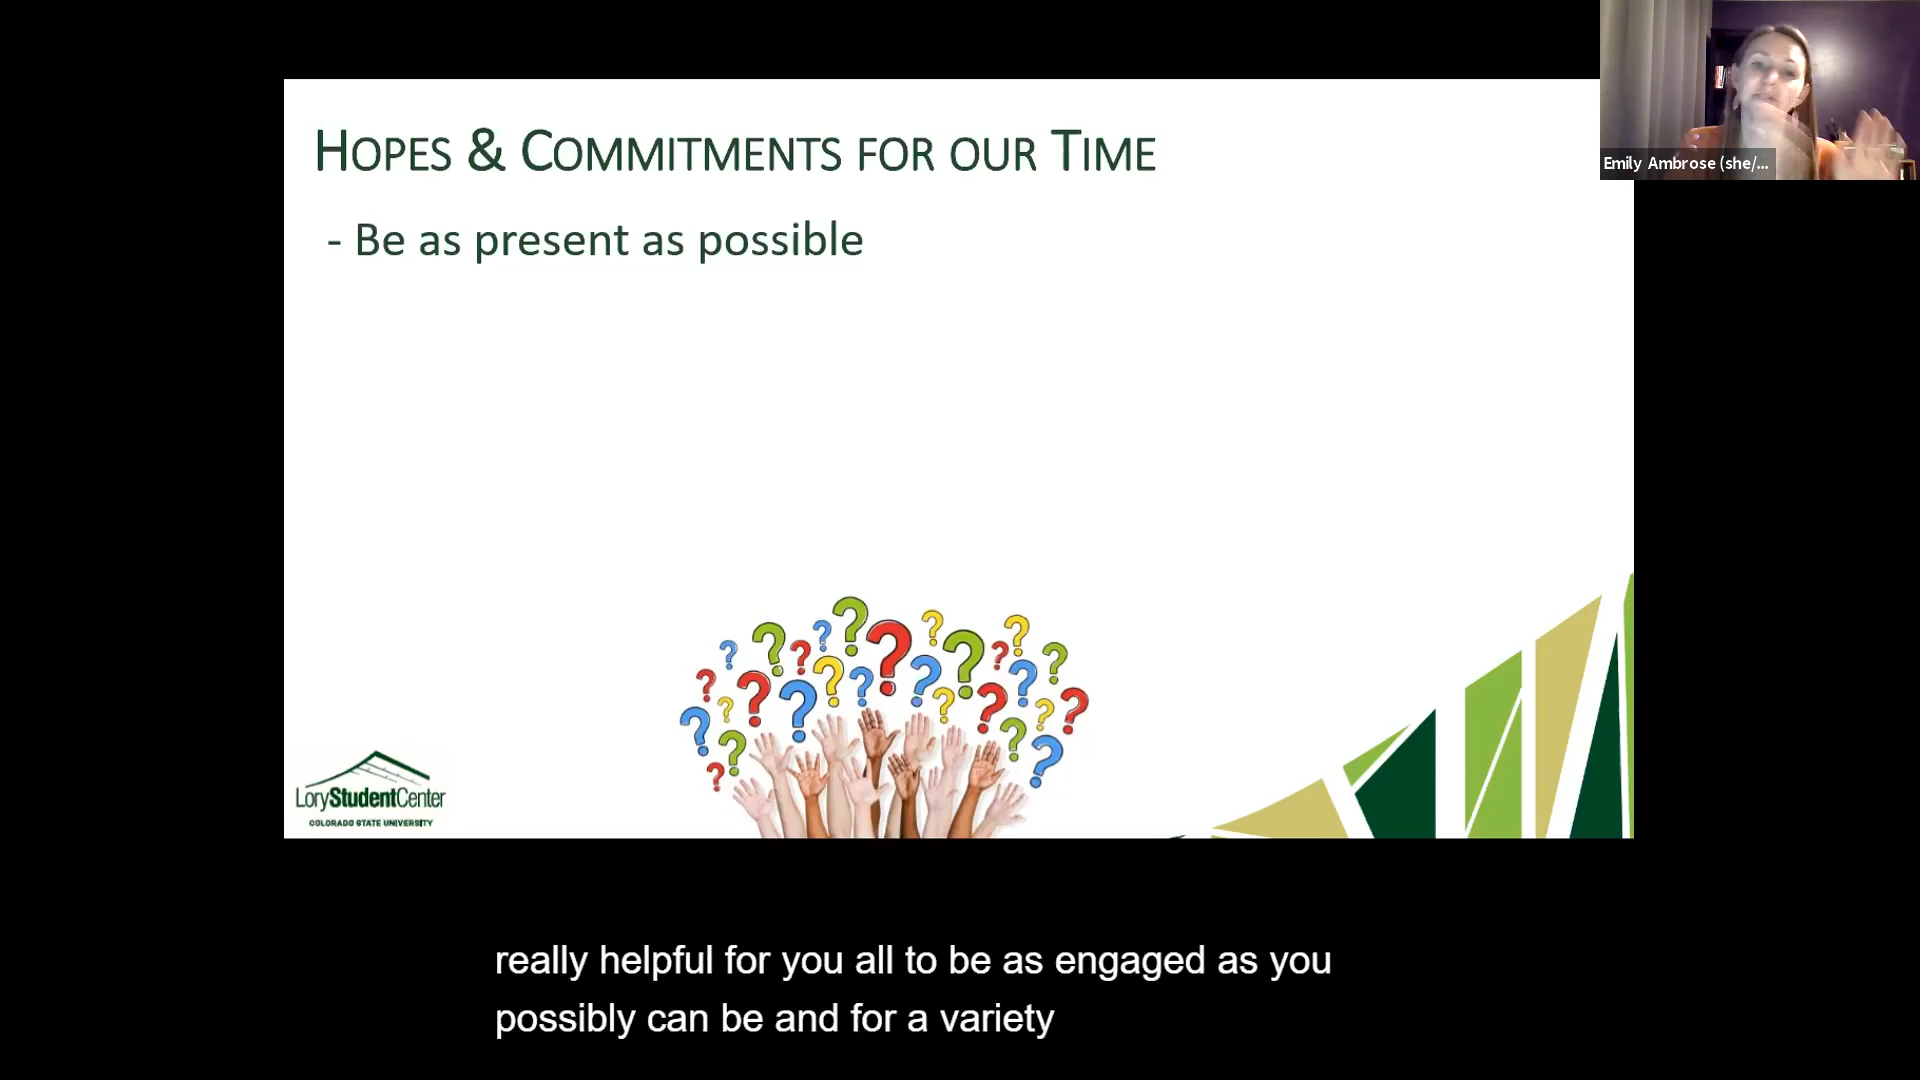 HOPES & COMMITMENTS FOR OUR TIME
Emily Ambrose (she/...
- Be as present as possible
? ? ? ? ? ? ? ? ? ? ? ? ? ? ? ? ? ? ? ? ? ? ? ? ? ? ? ?
LoryStudentCenter
COLORADO STATE UNIVERSITY
really helpful for you all to be as engaged as you
possibly can be and for a variety